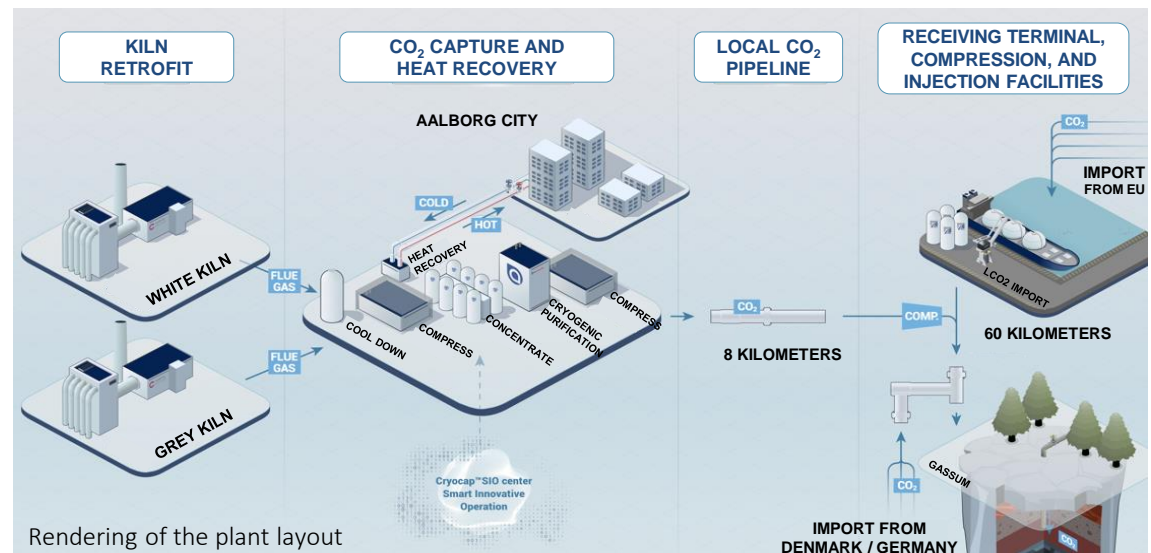 KILN
RETROFIT
CO₂ CAPTURE AND
HEAT RECOVERY
LOCAL CO₂
PIPELINE
RECEIVING TERMINAL,
COMPRESSION, AND
INJECTION FACILITIES
AALBORG CITY
COLD
HOT
HEAT
RECOVERY
WHITE KILN
FLUE
GAS
GREY KILN
FLUE
GAS
COOL DOWN
COMPRESS
CONCENTRATE
CRYOGENIC
PURIFICATION
COMPRESS
Cryocap™SIO center
Smart Innovative
Operation
CO₂
8 KILOMETERS
CO₂
IMPORT
FROM EU
LCO2 IMPORT
COMP.
60 KILOMETERS
GASSUM
CO₂
IMPORT FROM
DENMARK / GERMANY
CO₂
Rendering of the plant layout